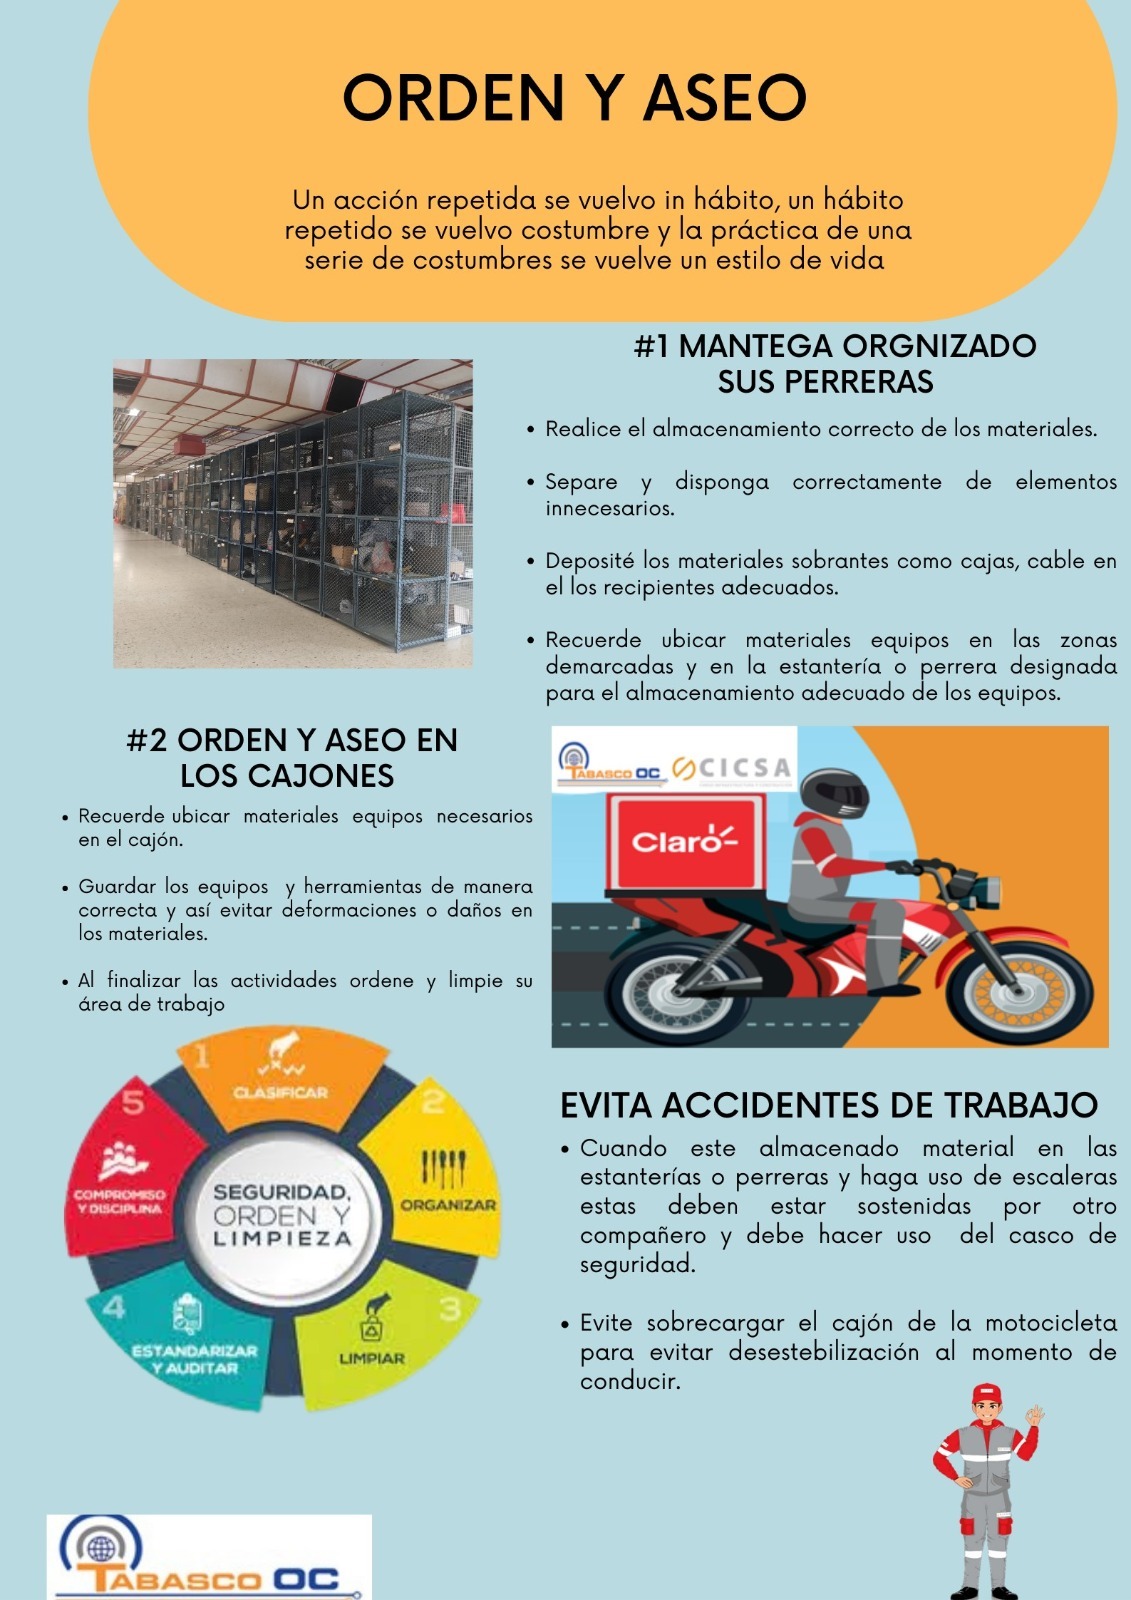 ORDEN Y ASEO
Un acción repetida se vuelvo in hábito, un hábito
repetido se vuelvo costumbre y la práctica de una
serie de costumbres se vuelve un estilo de vida
#1 MANTEGA ORGNIZADO
SUS PERRERAS
• Realice el almacenamiento correcto de los materiales.
• Separe y disponga correctamente de elementos
innecesarios.
• Deposité los materiales sobrantes como cajas, cable en
el los recipientes adecuados.
• Recuerde ubicar materiales equipos en las zonas
demarcadas y en la estantería o perrera designada
para el almacenamiento adecuado de los equipos.
#2 ORDEN Y ASEO EN
LOS CAJONES
• Recuerde ubicar materiales equipos necesarios
en el cajón.
• Guardar los equipos y herramientas de manera
correcta y así evitar deformaciones o daños en
los materiales.
• Al finalizar las actividades ordene y limpie su
área de trabajo
TABASCO OC
CICSA
Claro
1
CLASIFICAR
2
ORGANIZAR
3
LIMPIAR
4
ESTANDARIZAR
Y AUDITAR
5
COMPROMISO
Y DISCIPLINA
SEGURIDAD,
ORDEN Y
LIMPIEZA
EVITA ACCIDENTES DE TRABAJO
• Cuando este almacenado material en las
estanterías o perreras y haga uso de escaleras
estas deben estar sostenidas por otro
compañero y debe hacer uso del casco de
seguridad.
• Evite sobrecargar el cajón de la motocicleta
para evitar desestebilización al momento de
conducir.
TABASCO OC